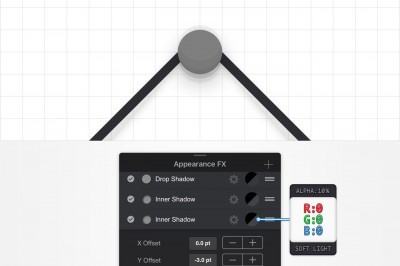 Appearance FX
Drop Shadow
Inner Shadow
Inner Shadow
X Offset 0.0 pt
Y Offset -3.0 pt
ALPHA:10%
R:0
G:0
B:0
SOFT LIGHT